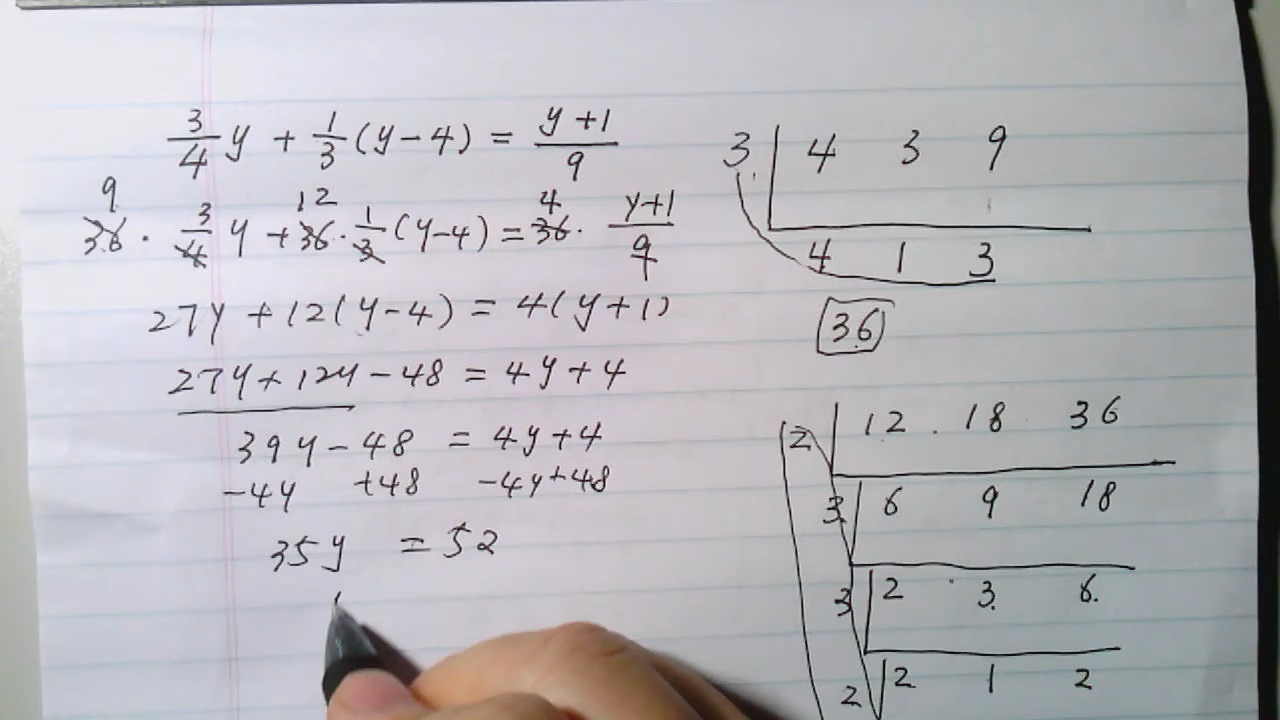 3/4 y + 1/3 (y - 4) = y + 1 / 9
9 12 4
36 · 3/4 y + 36 · 1/3 (y - 4) = 36 · y + 1 / 9
27y + 12(y - 4) = 4(y + 1)
27y + 12y - 48 = 4y + 4
39y - 48 = 4y + 4
-4y +48 -4y +48
35y = 52
3 4 3 9
4 1 3
36
2 12 . 18 36
3 6 9 18
3 2 3. 6.
2 2 1 2